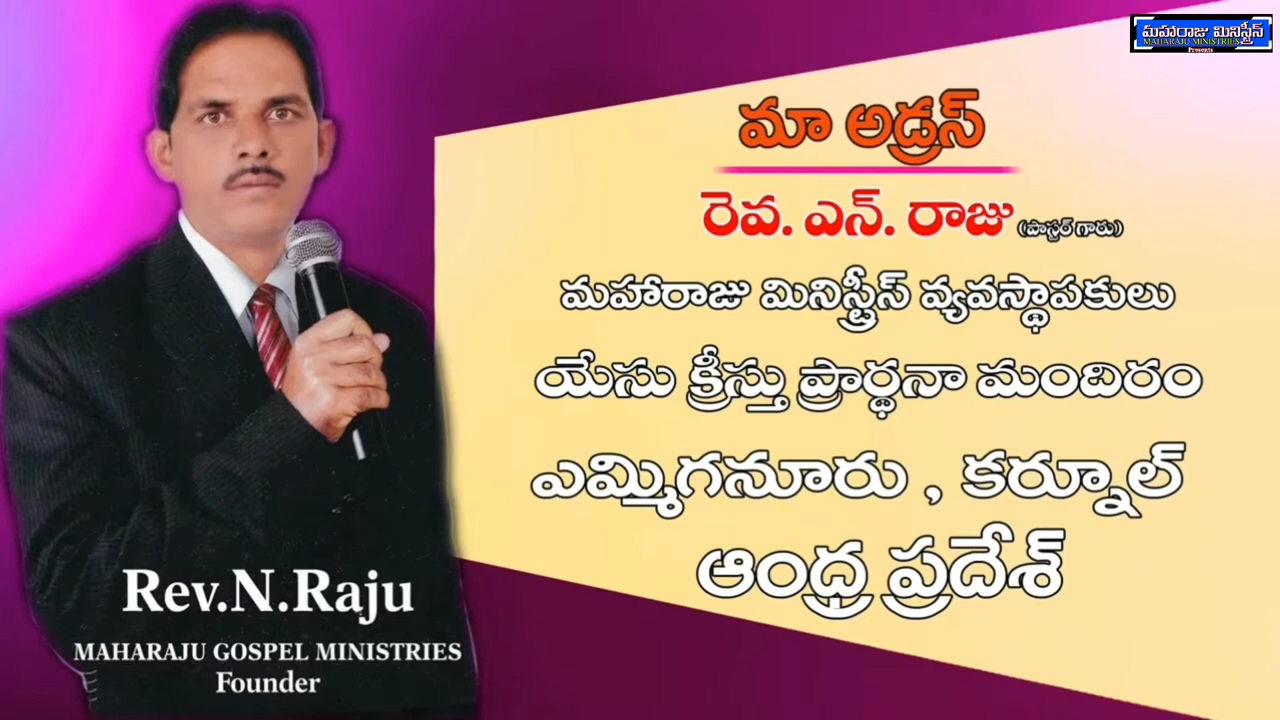 మహారాజు మినిస్ట్రీస్
MAHARAJU MINISTRIES
Presents
మా అడ్రస్
రెవ. ఎన్. రాజు (పాస్టర్ గారు)
మహారాజు మినిస్ట్రీస్ వ్యవస్థాపకులు
యేసు క్రీస్తు ప్రార్థనా మందిరం
ఎమ్మిగనూరు , కర్నూల్
ఆంధ్ర ప్రదేశ్
Rev.N.Raju
MAHARAJU GOSPEL MINISTRIES
Founder